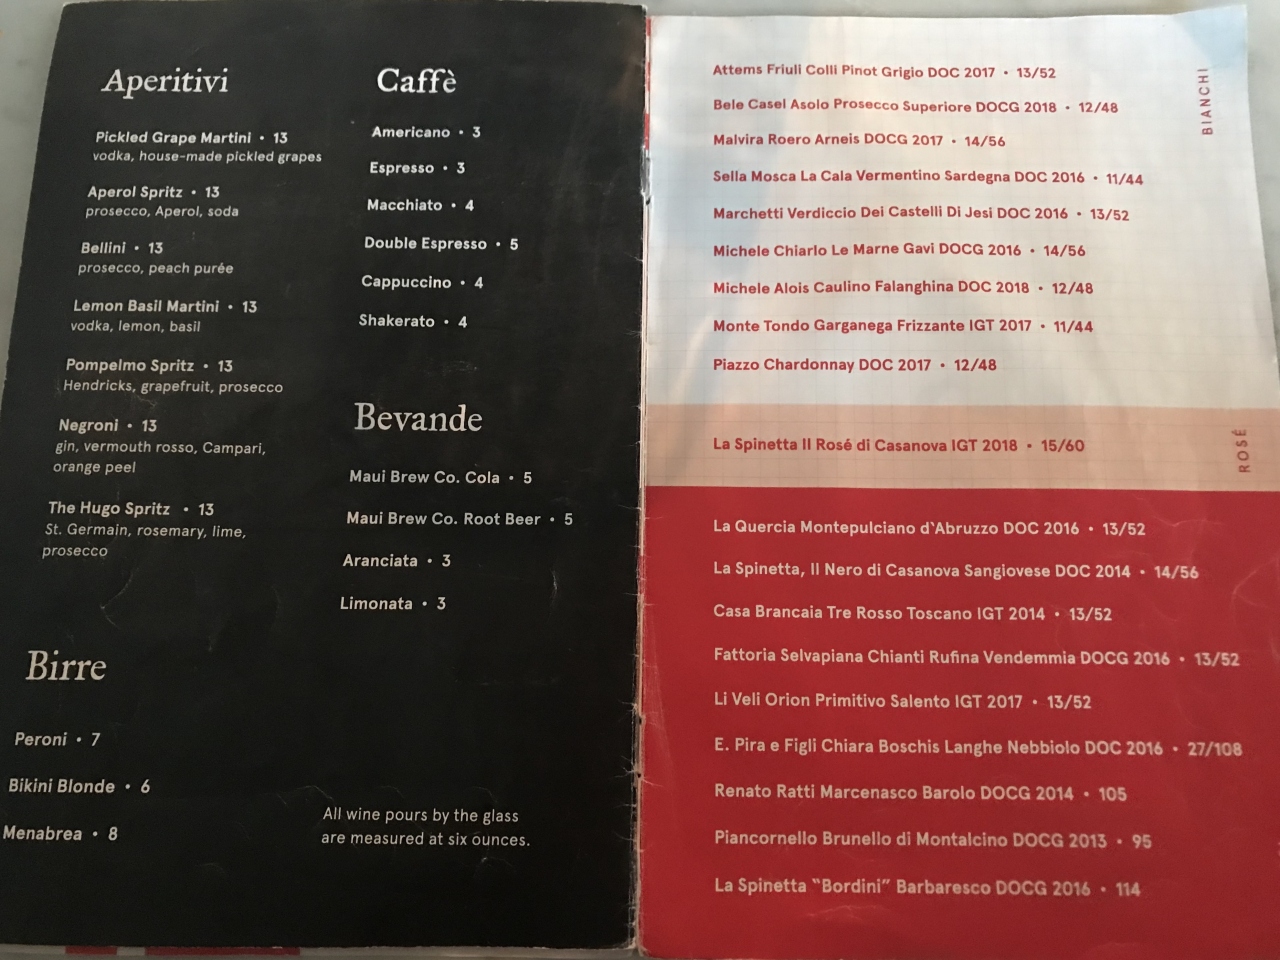 Aperitivi
Pickled Grape Martini • 13
vodka, house-made pickled grapes
Aperol Spritz • 13
prosecco, Aperol, soda
Bellini • 13
prosecco, peach purée
Lemon Basil Martini • 13
vodka, lemon, basil
Pompelmo Spritz • 13
Hendricks, grapefruit, prosecco
Negroni • 13
gin, vermouth rosso, Campari,
orange peel
The Hugo Spritz • 13
St. Germain, rosemary, lime,
prosecco
Birre
Peroni • 7
Bikini Blonde • 6
Menabrea • 8
Caffè
Americano • 3
Espresso • 3
Macchiato • 4
Double Espresso • 5
Cappuccino • 4
Shakerato • 4
Bevande
Maui Brew Co. Cola • 5
Maui Brew Co. Root Beer • 5
Aranciata • 3
Limonata • 3
All wine pours by the glass
are measured at six ounces.
BIANCHI
Attems Friuli Colli Pinot Grigio DOC 2017 • 13/52
Bele Casel Asolo Prosecco Superiore DOCG 2018 • 12/48
Malvira Roero Arneis DOCG 2017 • 14/56
Sella Mosca La Cala Vermentino Sardegna DOC 2016 • 11/44
Marchetti Verdiccio Dei Castelli Di Jesi DOC 2016 • 13/52
Michele Chiarlo Le Marne Gavi DOCG 2016 • 14/56
Michele Alois Caulino Falanghina DOC 2018 • 12/48
Monte Tondo Garganega Frizzante IGT 2017 • 11/44
Piazzo Chardonnay DOC 2017 • 12/48
ROSÉ
La Spinetta Il Rosé di Casanova IGT 2018 • 15/60
La Quercia Montepulciano d'Abruzzo DOC 2016 • 13/52
La Spinetta, Il Nero di Casanova Sangiovese DOC 2014 • 14/56
Casa Brancaia Tre Rosso Toscano IGT 2014 • 13/52
Fattoria Selvapiana Chianti Rufina Vendemmia DOCG 2016 • 13/52
Li Veli Orion Primitivo Salento IGT 2017 • 13/52
E. Pira e Figli Chiara Boschis Langhe Nebbiolo DOC 2016 • 27/108
Renato Ratti Marcenasco Barolo DOCG 2014 • 105
Piancornello Brunello di Montalcino DOCG 2013 • 95
La Spinetta "Bordini" Barbaresco DOCG 2016 • 114